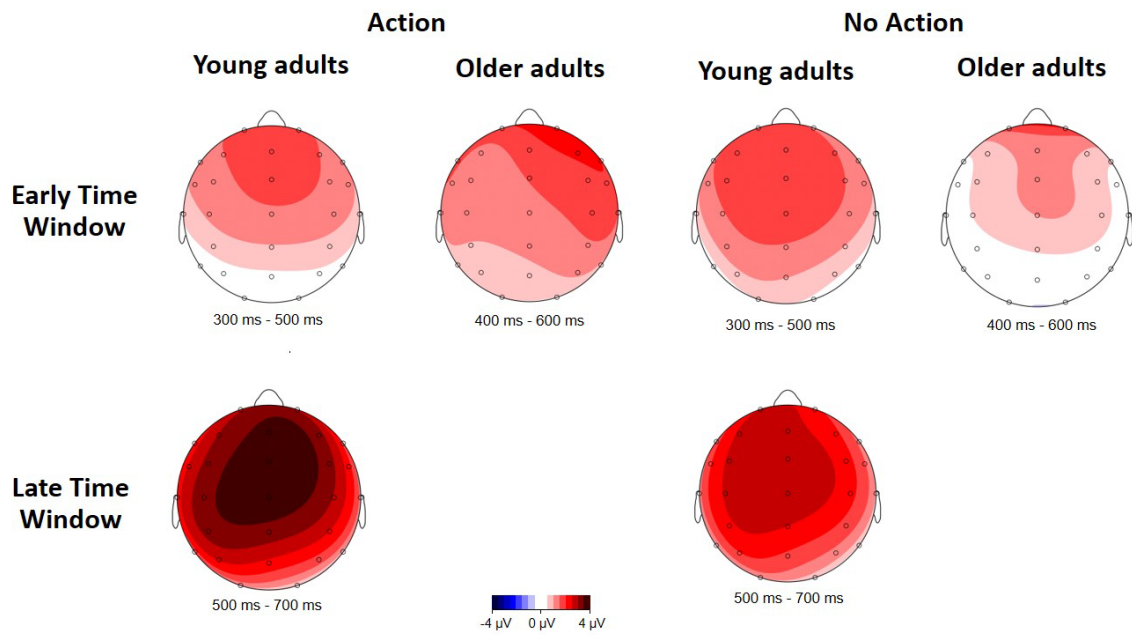 Action
No Action
Young adults
Older adults
Young adults
Older adults
Early Time
Window
300 ms - 500 ms
400 ms - 600 ms
300 ms - 500 ms
400 ms - 600 ms
Late Time
Window
500 ms - 700 ms
500 ms - 700 ms
-4 µV
0 µV
4 µV